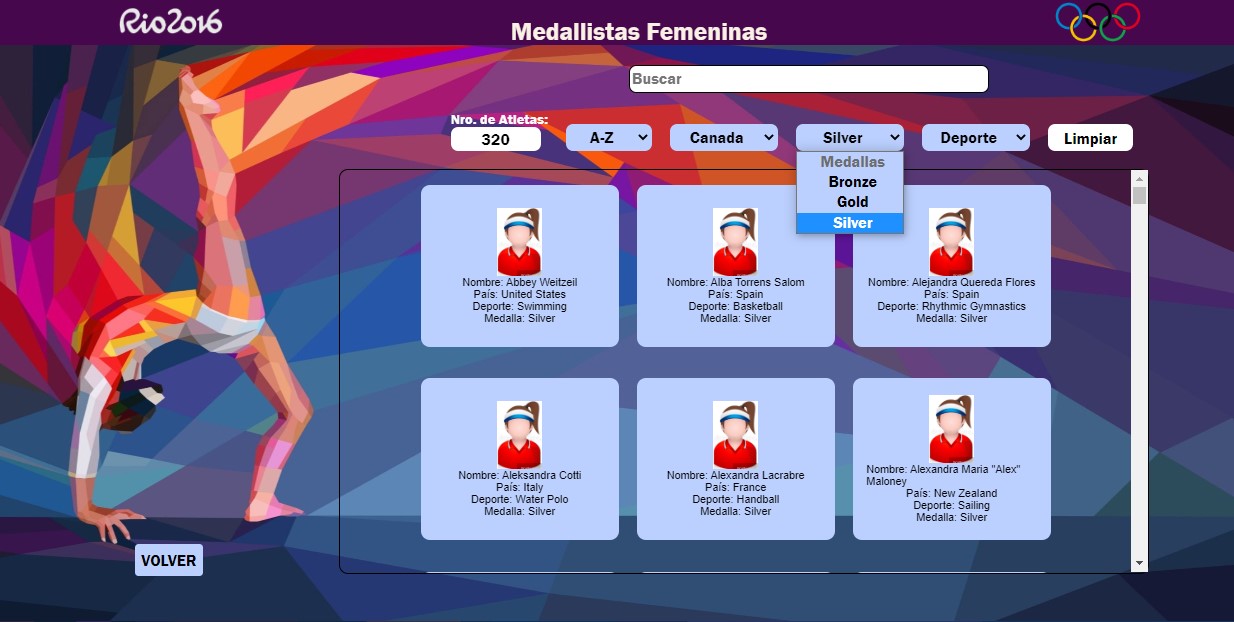 Rio2016
Medallistas Femeninas
Buscar
Nro. de Atletas:
320
A-Z
Canada
Silver
Deporte
Limpiar
Medallas
Bronze
Gold
Silver
Nombre: Abbey Weitzeil
País: United States
Deporte: Swimming
Medalla: Silver
Nombre: Alba Torrens Salom
País: Spain
Deporte: Basketball
Medalla: Silver
Nombre: Alejandra Quereda Flores
País: Spain
Deporte: Rhythmic Gymnastics
Medalla: Silver
Nombre: Aleksandra Cotti
País: Italy
Deporte: Water Polo
Medalla: Silver
Nombre: Alexandra Lacrabre
País: France
Deporte: Handball
Medalla: Silver
Nombre: Alexandra Maria "Alex"
Maloney
País: New Zealand
Deporte: Sailing
Medalla: Silver
VOLVER